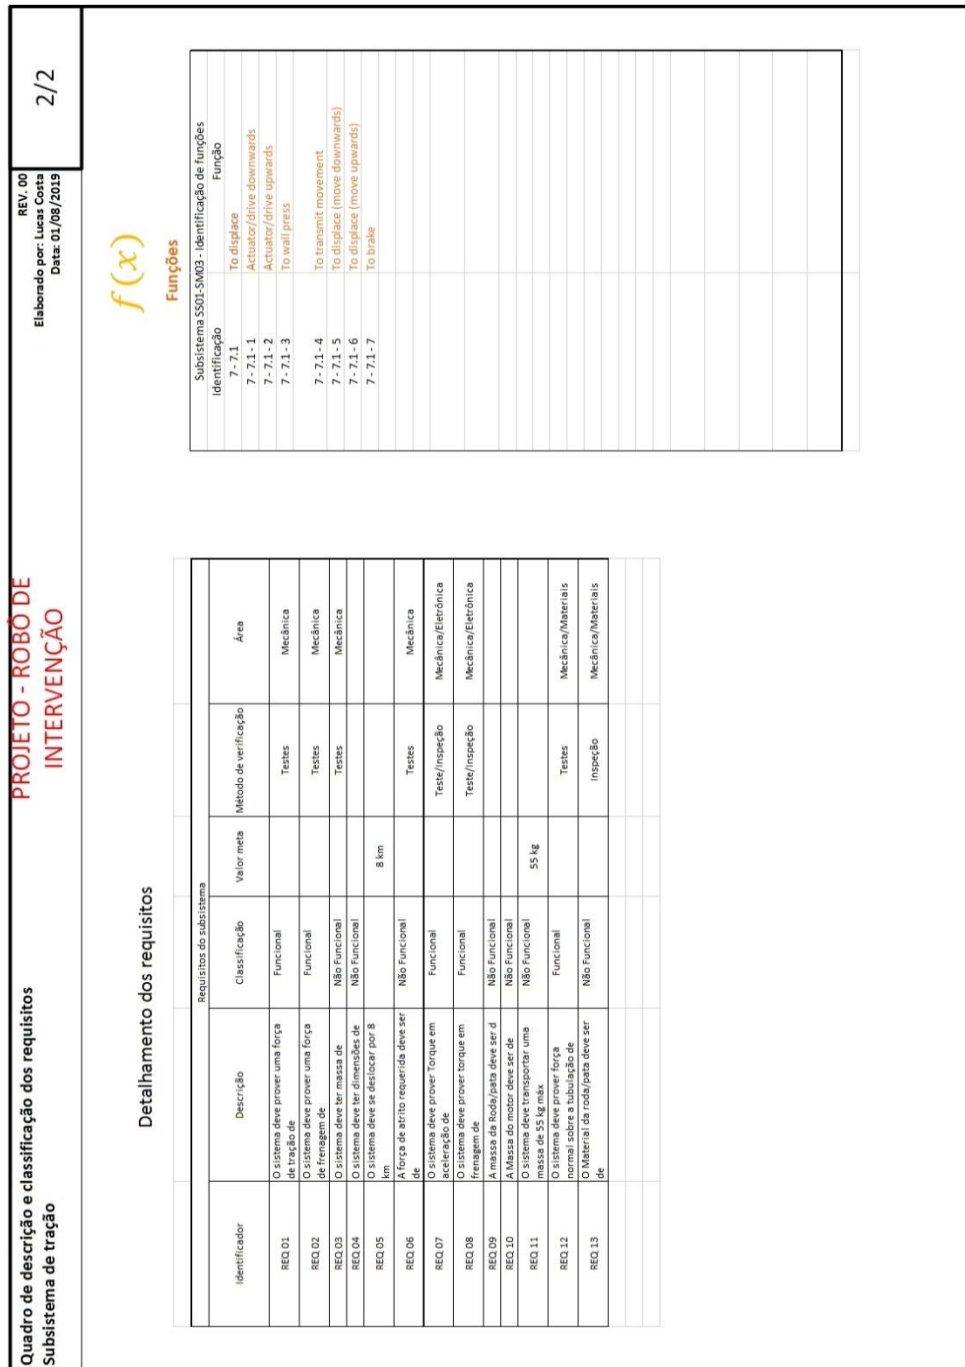 Quadro de descrição e classificação dos requisitos
Subsistema de tração
PROJETO - ROBÔ DE
INTERVENÇÃO
REV. 00
Elaborado por: Lucas Costa
Data: 01/08/2019
2/2
Detalhamento dos requisitos
Requisitos do subsistema
Identificador Descrição Classificação Valor meta Método de verificação Área
REQ 01 O sistema deve prover uma força de tração de Funcional Testes Mecânica
REQ 02 O sistema deve prover uma força de frenagem de Funcional Testes Mecânica
REQ 03 O sistema deve ter massa de Não Funcional Testes Mecânica
REQ 04 O sistema deve ter dimensões de Não Funcional
REQ 05 O sistema deve se deslocar por 8 km 8 km
REQ 06 A força de atrito requerida deve ser de Não Funcional Testes Mecânica
REQ 07 O sistema deve prover Torque em aceleração de Funcional Teste/Inspeção Mecânica/Eletrônica
REQ 08 O sistema deve prover torque em frenagem de Funcional Teste/Inspeção Mecânica/Eletrônica
REQ 09 A massa da Roda/pata deve ser d Não Funcional
REQ 10 A Massa do motor deve ser de Não Funcional
REQ 11 O sistema deve transportar uma massa de 55 kg máx Não Funcional 55 kg
REQ 12 O sistema deve prover força normal sobre a tubulação de Funcional Testes Mecânica/Materiais
REQ 13 O Material da roda/pata deve ser de Não Funcional Inspeção Mecânica/Materiais
f(x)
Funções
Subsistema SS01-SM03 - Identificação de funções
Identificação Função
7 - 7.1 To displace
7 - 7.1 - 1 Actuator/drive downwards
7 - 7.1 - 2 Actuator/drive upwards
7 - 7.1 - 3 To wall press
7 - 7.1 - 4 To transmit movement
7 - 7.1 - 5 To displace (move downwards)
7 - 7.1 - 6 To displace (move upwards)
7 - 7.1 - 7 To brake